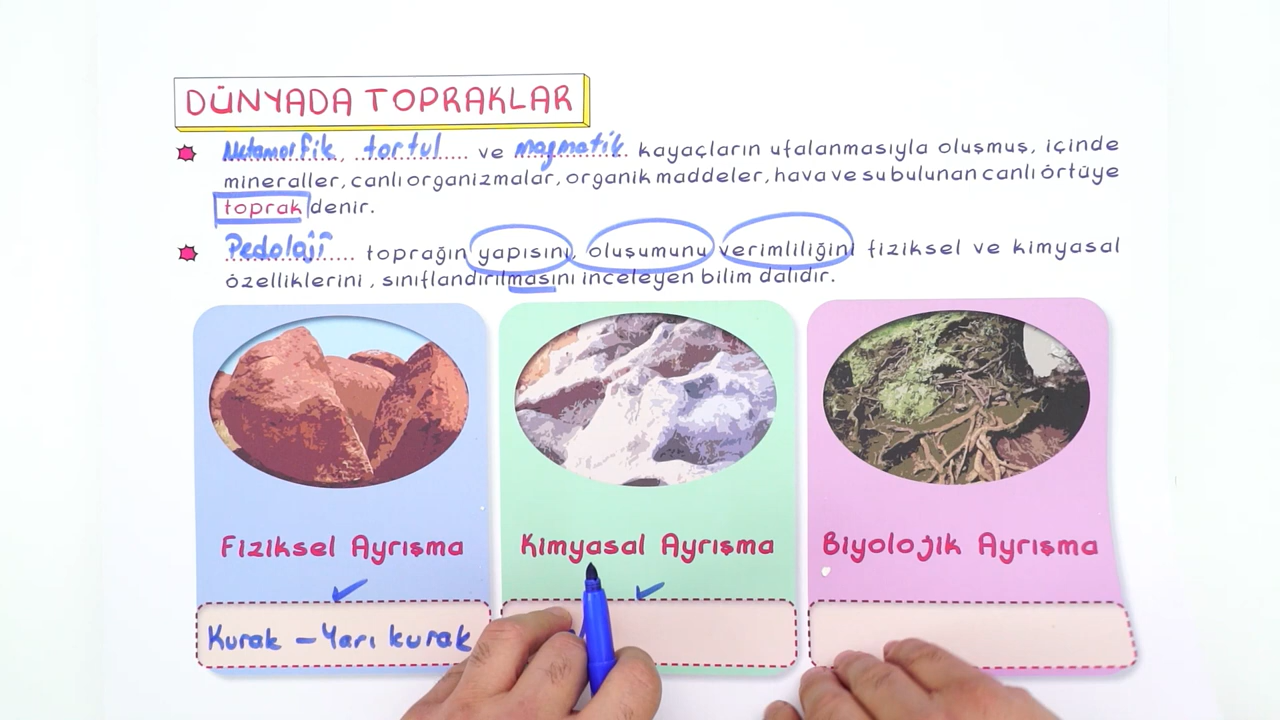 DÜNYADA TOPRAKLAR
Metamorfik, tortul ve magmatik kayaçların ufalanmasıyla oluşmuş, içinde
mineraller, canlı organizmalar, organik maddeler, hava ve su bulunan canlı örtüye
toprak denir.
Pedoloji toprağın yapısını, oluşumunu verimliliğini fiziksel ve kimyasal
özelliklerini, sınıflandırılmasını inceleyen bilim dalıdır.
Fiziksel Ayrışma
Kimyasal Ayrışma
Biyolojik Ayrışma
Kurak - Yarı kurak